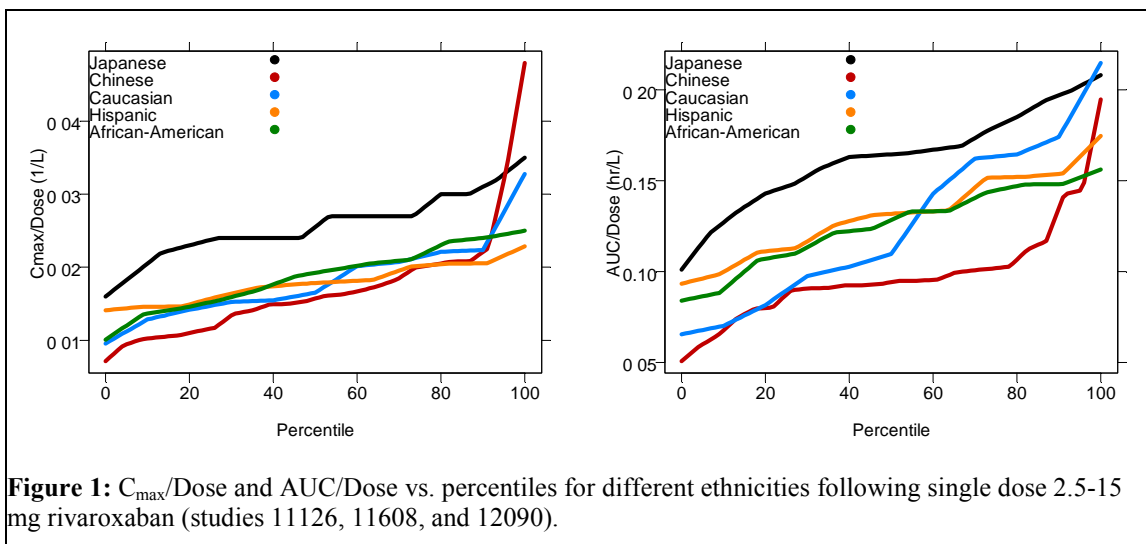 Japanese
Chinese
Caucasian
Hispanic
African-American
Cmax/Dose (1/L)
0 04
0 03
0 02
0 01
0 20 40 60 80 100
Percentile
Japanese
Chinese
Caucasian
Hispanic
African-American
AUC/Dose (hr/L)
0 20
0.15
0.10
0 05
0 20 40 60 80 100
Percentile
Figure 1: Cmax/Dose and AUC/Dose vs. percentiles for different ethnicities following single dose 2.5-15
mg rivaroxaban (studies 11126, 11608, and 12090).